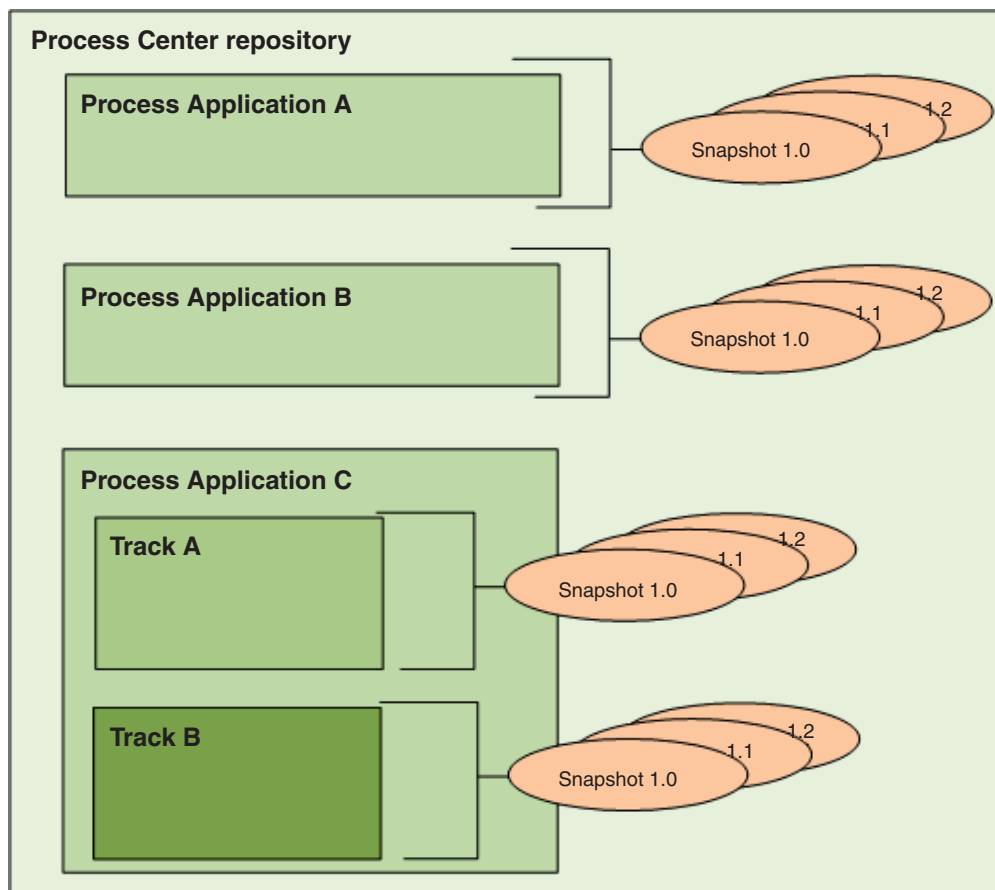 Process Center repository
Process Application A
1.2
1.1
Snapshot 1.0
Process Application B
1.2
1.1
Snapshot 1.0
Process Application C
Track A
1.2
1.1
Snapshot 1.0
Track B
1.2
1.1
Snapshot 1.0